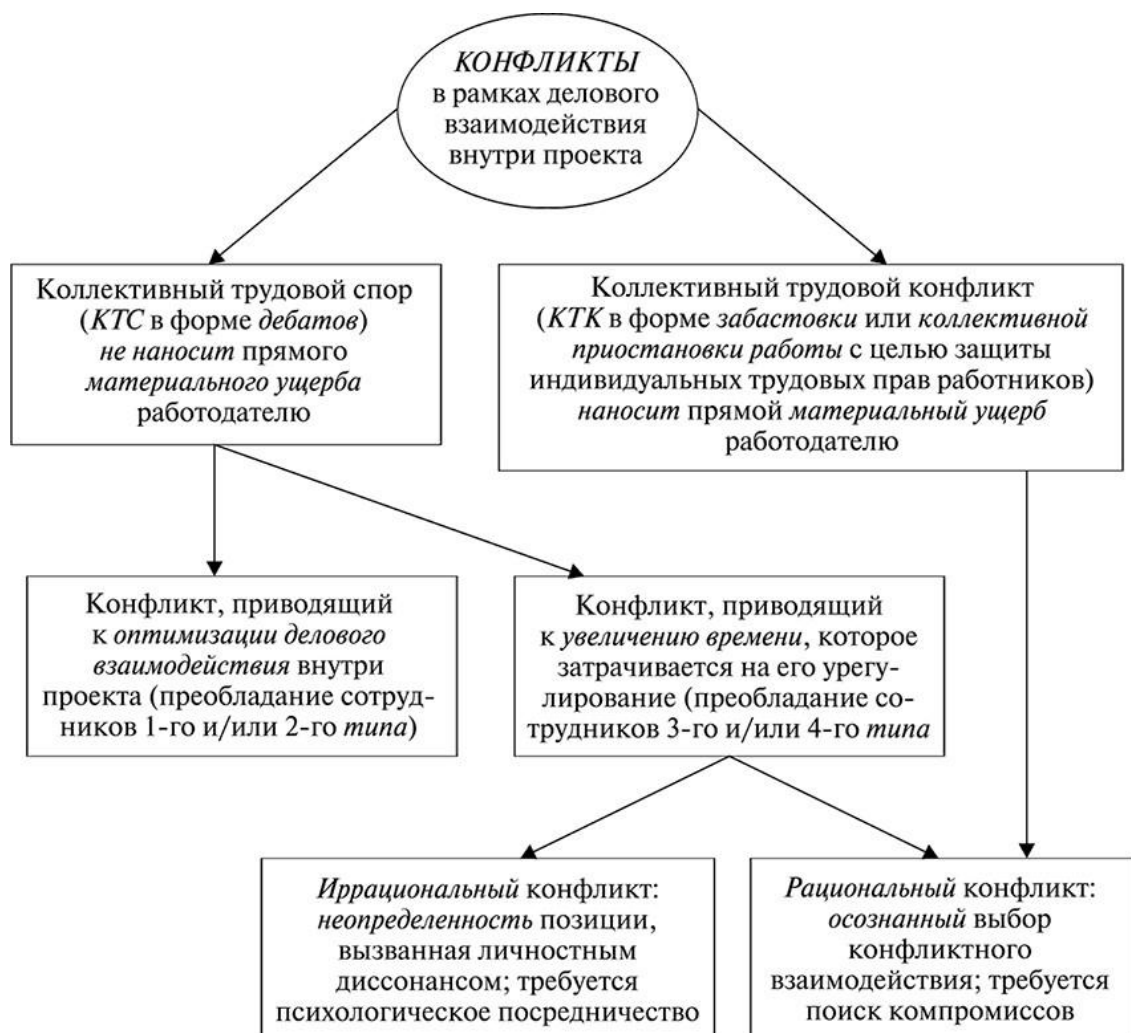 КОНФЛИКТЫ
в рамках делового
взаимодействия
внутри проекта
Коллективный трудовой спор
(КТС в форме дебатов)
не наносит прямого
материального ущерба
работодателю
Коллективный трудовой конфликт
(КТК в форме забастовки или коллективной
приостановки работы с целью защиты
индивидуальных трудовых прав работников)
наносит прямой материальный ущерб
работодателю
Конфликт, приводящий
к оптимизации делового
взаимодействия внутри
проекта (преобладание сотруд-
ников 1-го и/или 2-го типа)
Конфликт, приводящий
к увеличению времени, которое
затрачивается на его урегу-
лирование (преобладание со-
трудников 3-го и/или 4-го типа
Иррациональный конфликт:
неопределенность позиции,
вызванная личностным
диссонансом; требуется
психологическое посредничество
Рациональный конфликт:
осознанный выбор
конфликтного
взаимодействия; требуется
поиск компромиссов